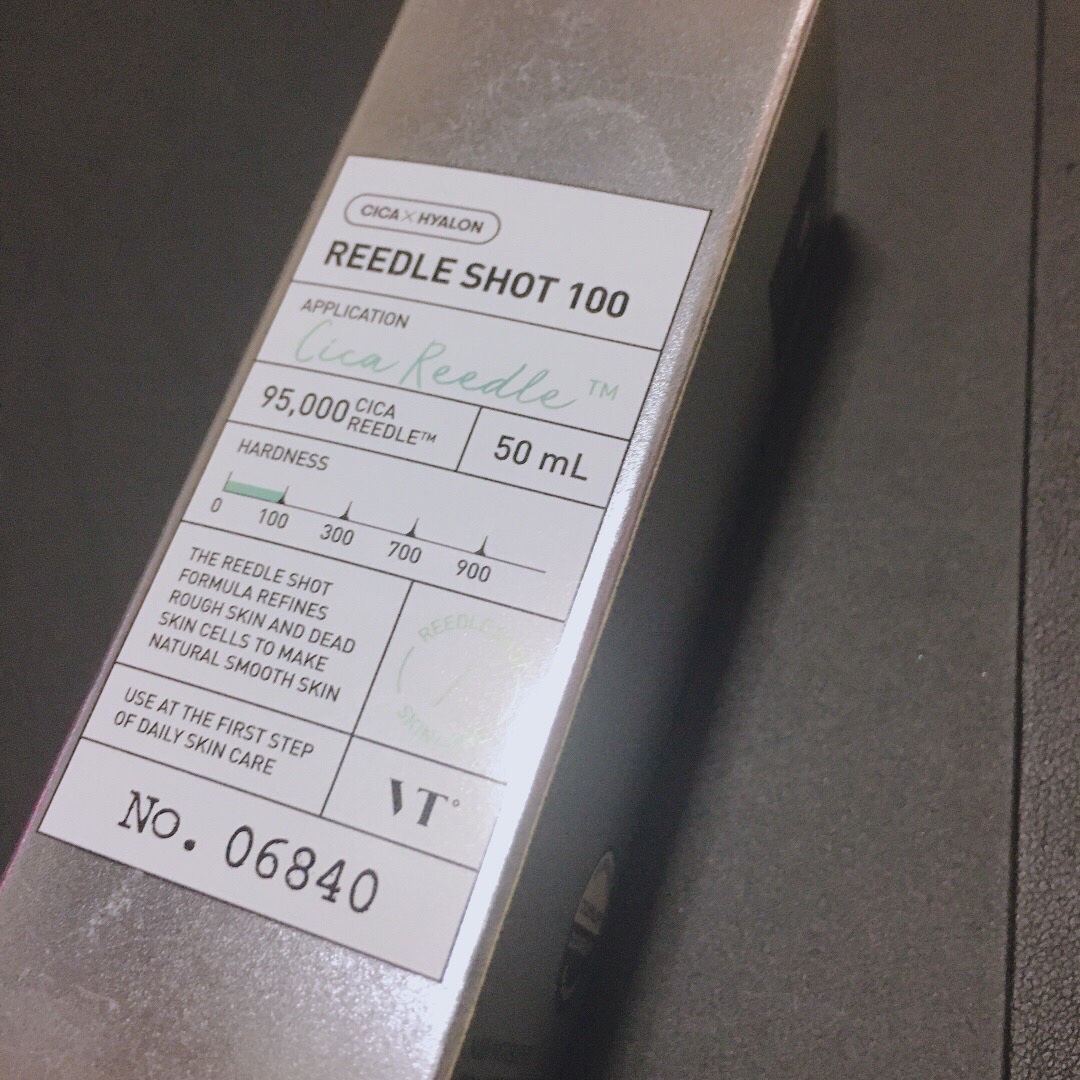 CICA×HYALON
REEDLE SHOT 100
APPLICATION
Cica Reedle™
95,000 CICA REEDLE™
50 mL
HARDNESS
0 100 300 700 900
THE REEDLE SHOT
FORMULA REFINES
ROUGH SKIN AND DEAD
SKIN CELLS TO MAKE
NATURAL SMOOTH SKIN
USE AT THE FIRST STEP
OF DAILY SKIN CARE
VT°
No. 06840